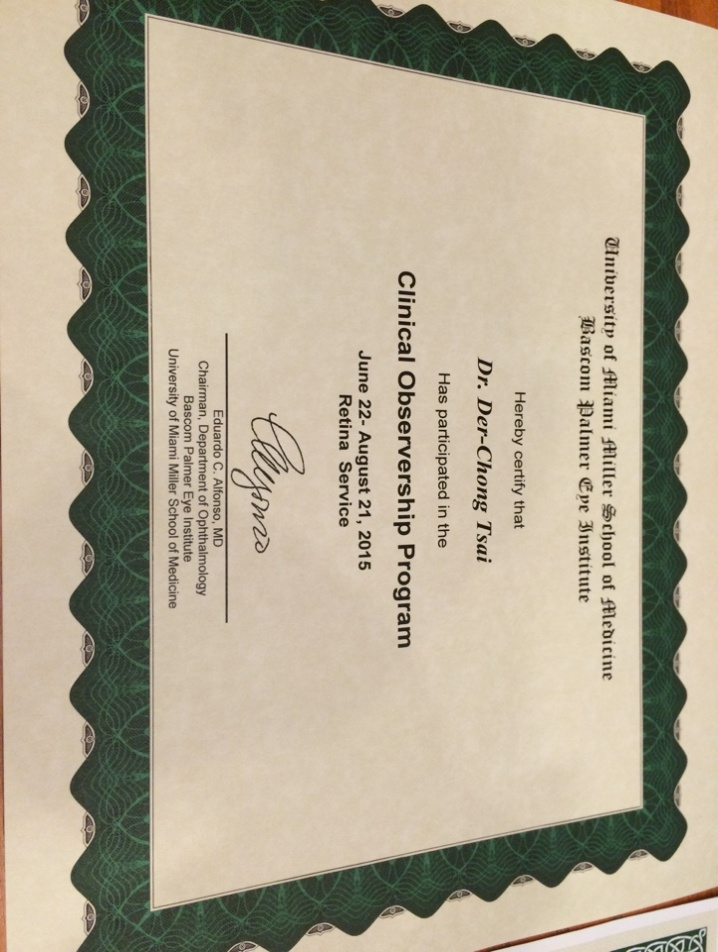 University of Miami Miller School of Medicine
Bascom Palmer Eye Institute
Hereby certify that
Dr. Der-Chong Tsai
Has participated in the
Clinical Observership Program
June 22- August 21, 2015
Retina Service
Eduardo C. Alfonso, MD
Chairman, Department of Ophthalmology
Bascom Palmer Eye Institute
University of Miami Miller School of Medicine